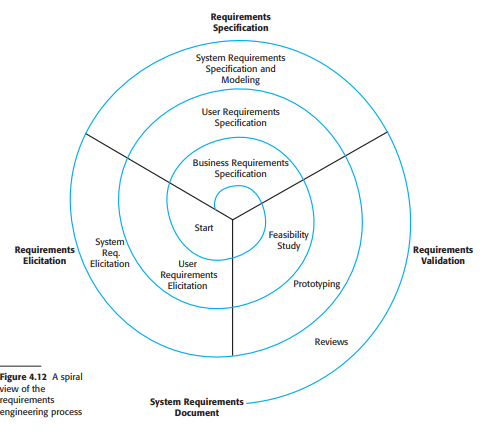 Requirements
Specification
System Requirements
Specification and
Modeling
User Requirements
Specification
Business Requirements
Specification
Start
Feasibility
Study
System
Req.
Elicitation
User
Requirements
Elicitation
Requirements
Elicitation
Requirements
Validation
Prototyping
Reviews
Figure 4.12 A spiral
view of the
requirements
engineering process
System Requirements
Document